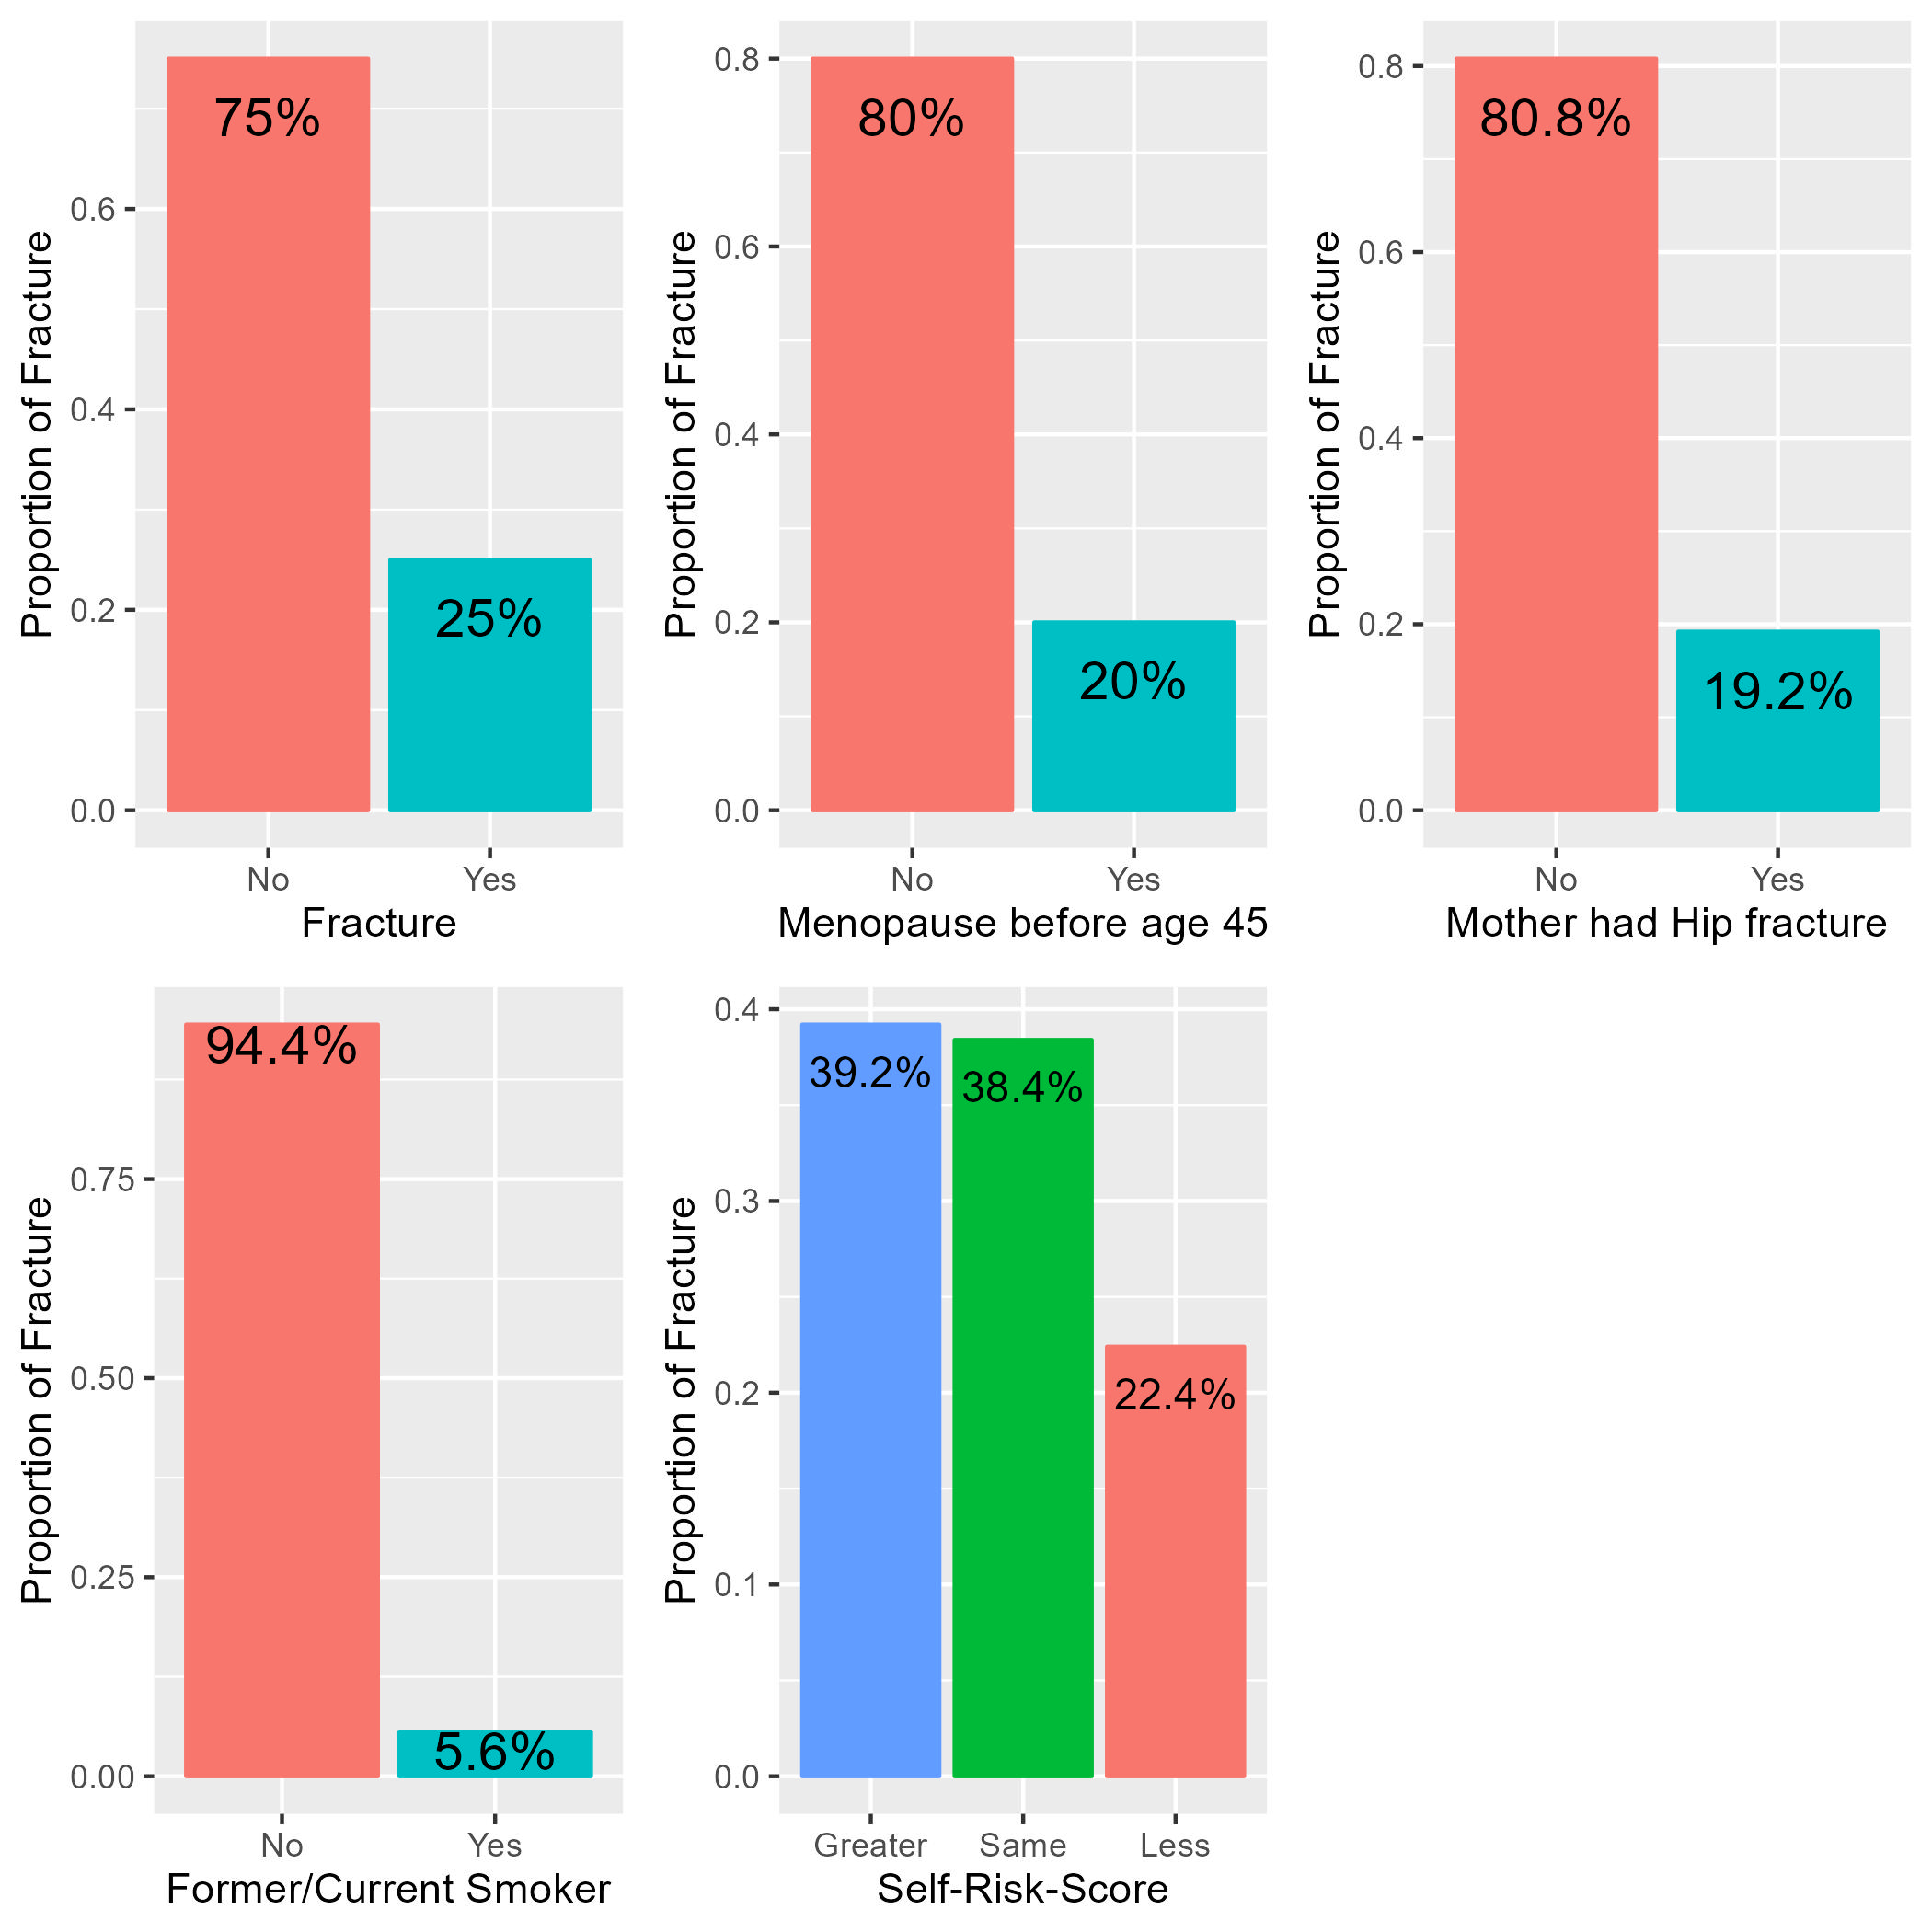 Proportion of Fracture
0.6
0.4
0.2
0.0
75%
25%
No Yes
Fracture
Proportion of Fracture
0.8
0.6
0.4
0.2
0.0
80%
20%
No Yes
Menopause before age 45
Proportion of Fracture
0.8
0.6
0.4
0.2
0.0
80.8%
19.2%
No Yes
Mother had Hip fracture
Proportion of Fracture
0.75
0.50
0.25
0.00
94.4%
5.6%
No Yes
Former/Current Smoker
Proportion of Fracture
0.4
0.3
0.2
0.1
0.0
39.2%
38.4%
22.4%
Greater Same Less
Self-Risk-Score